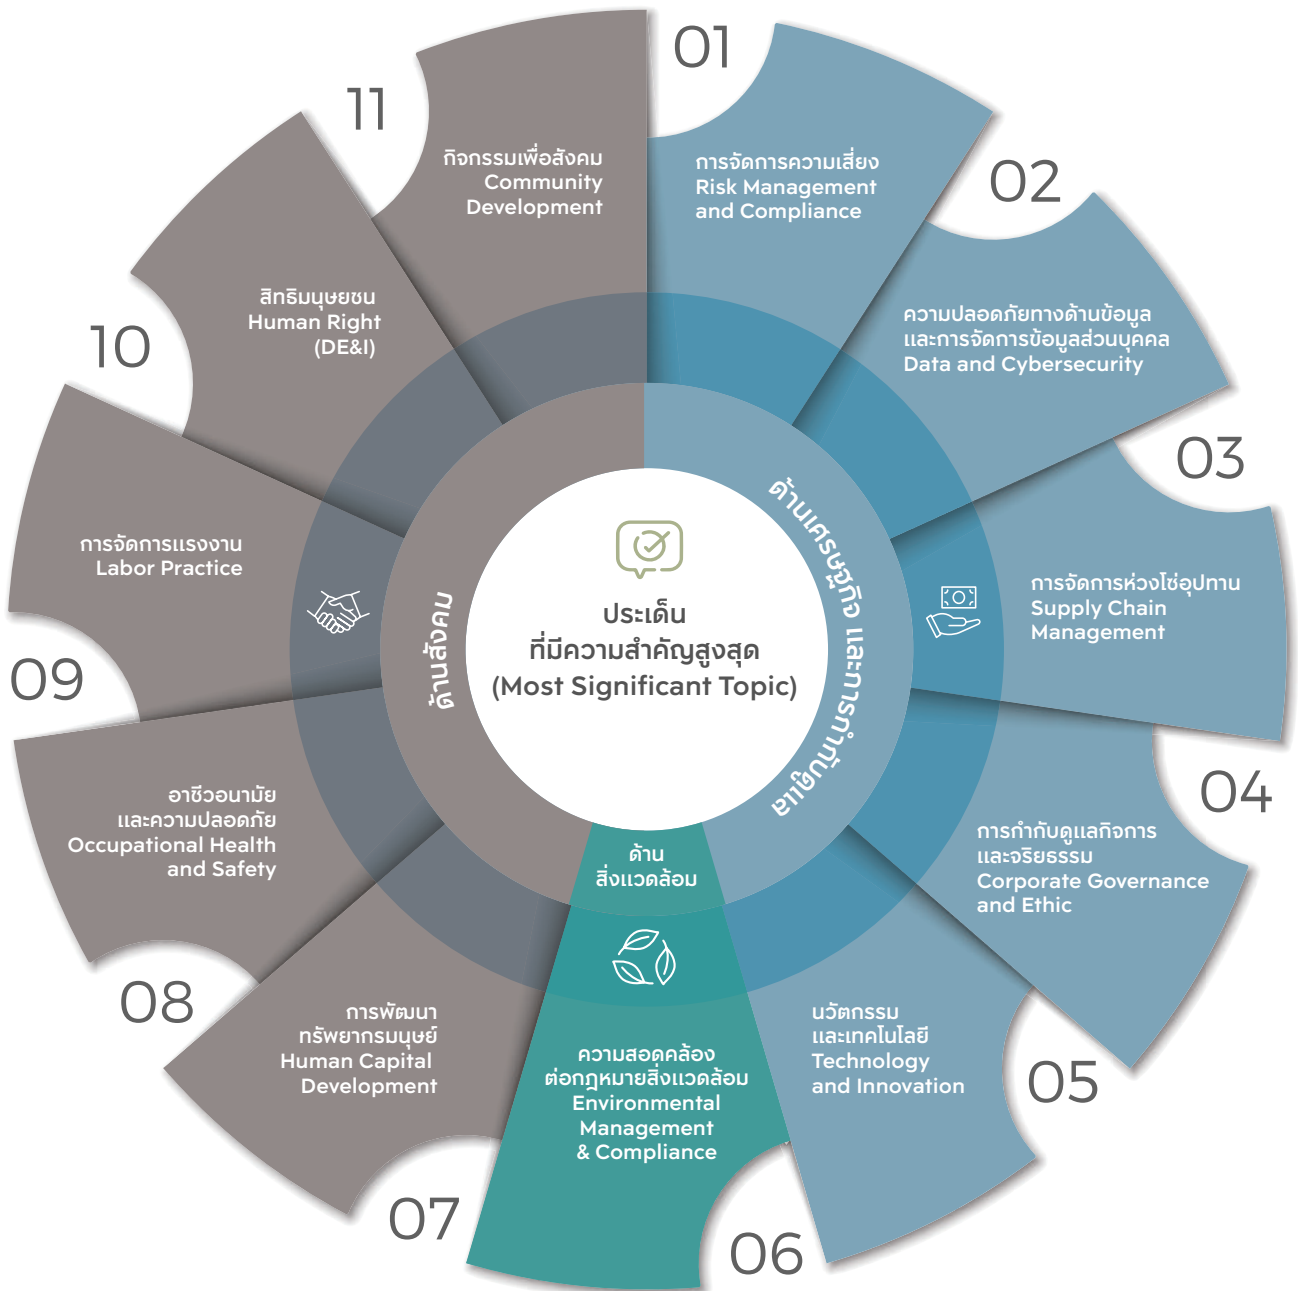 01
การจัดการความเสี่ยง
Risk Management
and Compliance
02
ความปลอดภัยทางด้านข้อมูล
และการจัดการข้อมูลส่วนบุคคล
Data and Cybersecurity
03
การจัดการห่วงโซ่อุปทาน
Supply Chain
Management
04
การกำกับดูแลกิจการ
และจริยธรรม
Corporate Governance
and Ethic
05
นวัตกรรม
และเทคโนโลยี
Technology
and Innovation
06
ความสอดคล้อง
ต่อกฎหมายสิ่งแวดล้อม
Environmental
Management
& Compliance
07
การพัฒนา
ทรัพยากรมนุษย์
Human Capital
Development
08
อาชีวอนามัย
และความปลอดภัย
Occupational Health
and Safety
09
การจัดการแรงงาน
Labor Practice
10
สิทธิมนุษยชน
Human Right
(DE&I)
11
กิจกรรมเพื่อสังคม
Community
Development
ประเด็น
ที่มีความสำคัญสูงสุด
(Most Significant Topic)
ด้านเศรษฐกิจ และการกำกับดูแล
ด้าน
สิ่งแวดล้อม
ด้านสังคม